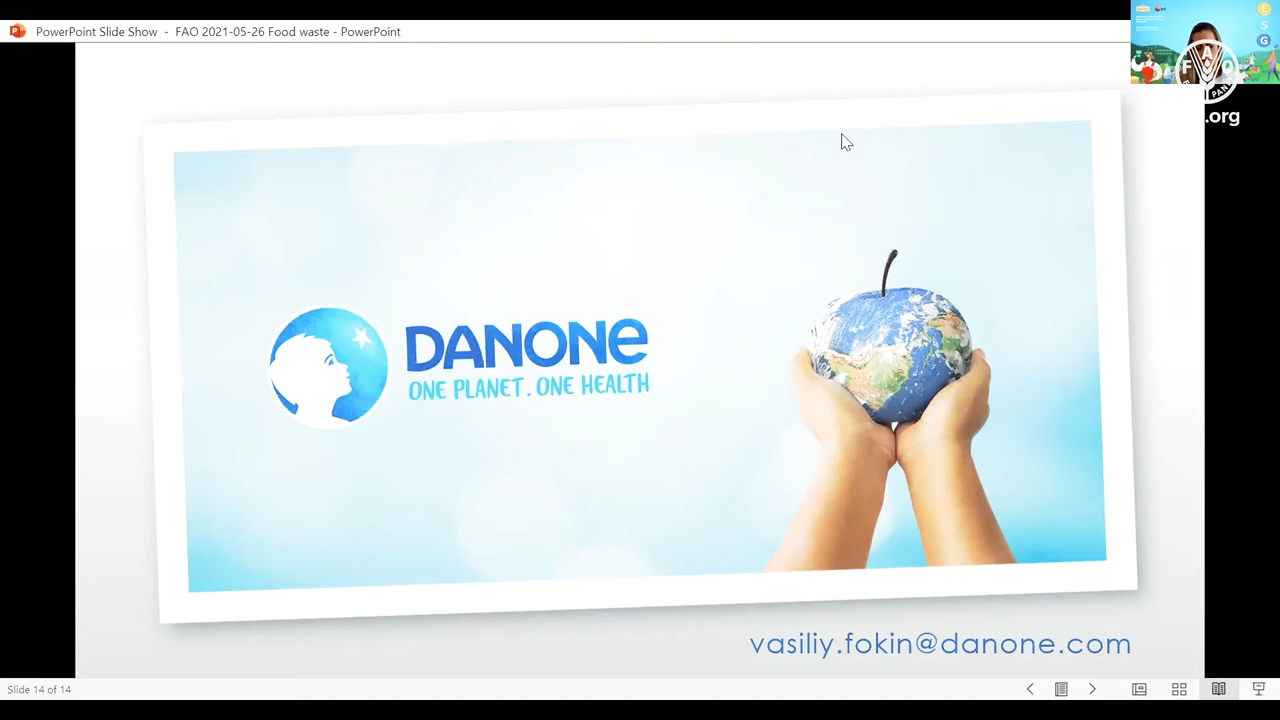 PowerPoint Slide Show - FAO 2021-05-26 Food waste - PowerPoint
E
S
G
F A O
PAN
.org
DANONE
ONE PLANET. ONE HEALTH
vasiliy.fokin@danone.com
Slide 14 of 14